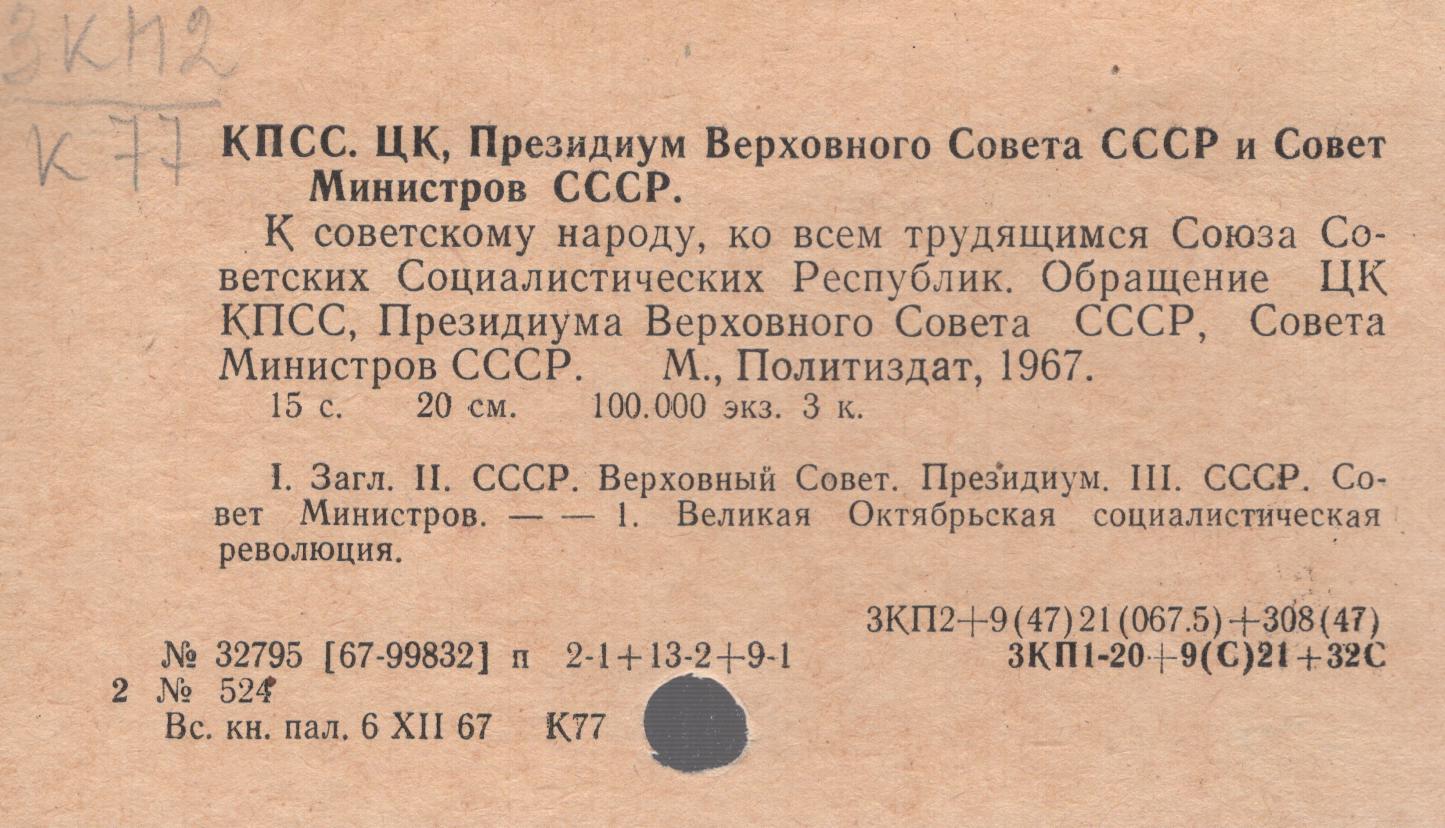 3КП2
К 77
КПСС. ЦК, Президиум Верховного Совета СССР и Совет
Министров СССР.
К советскому народу, ко всем трудящимся Союза Со-
ветских Социалистических Республик. Обращение ЦК
КПСС, Президиума Верховного Совета СССР, Совета
Министров СССР. М., Политиздат, 1967.
15 с. 20 см. 100.000 экз. 3 к.
I. Загл. II. СССР. Верховный Совет. Президиум. III. СССР. Со-
вет Министров. — — 1. Великая Октябрьская социалистическая
революция.
3КП2+9(47)21(067.5)+308(47)
№ 32795 [67-99832] п 2-1+13-2+9-1 3КП1-20+9(С)21+32С
2 № 524
Вс. кн. пал. 6 XII 67 К77